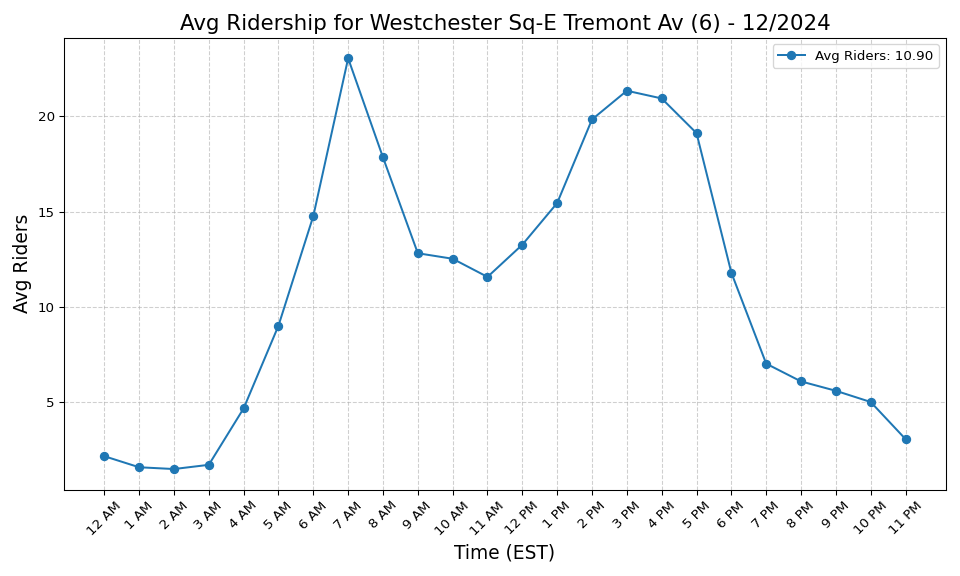 Avg Ridership for Westchester Sq-E Tremont Av (6) - 12/2024
Avg Riders: 10.90
Avg Riders
20
15
10
5
12 AM
1 AM
2 AM
3 AM
4 AM
5 AM
6 AM
7 AM
8 AM
9 AM
10 AM
11 AM
12 PM
1 PM
2 PM
3 PM
4 PM
5 PM
6 PM
7 PM
8 PM
9 PM
10 PM
11 PM
Time (EST)